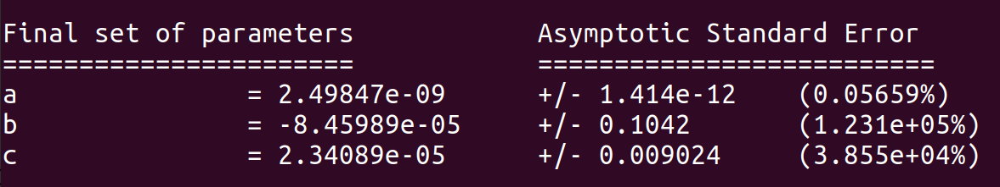 Final set of parameters            Asymptotic Standard Error
=======================            ==========================
a               = 2.49847e-09      +/- 1.414e-12    (0.05659%)
b               = -8.45989e-05     +/- 0.1042       (1.231e+05%)
c               = 2.34089e-05      +/- 0.009024     (3.855e+04%)